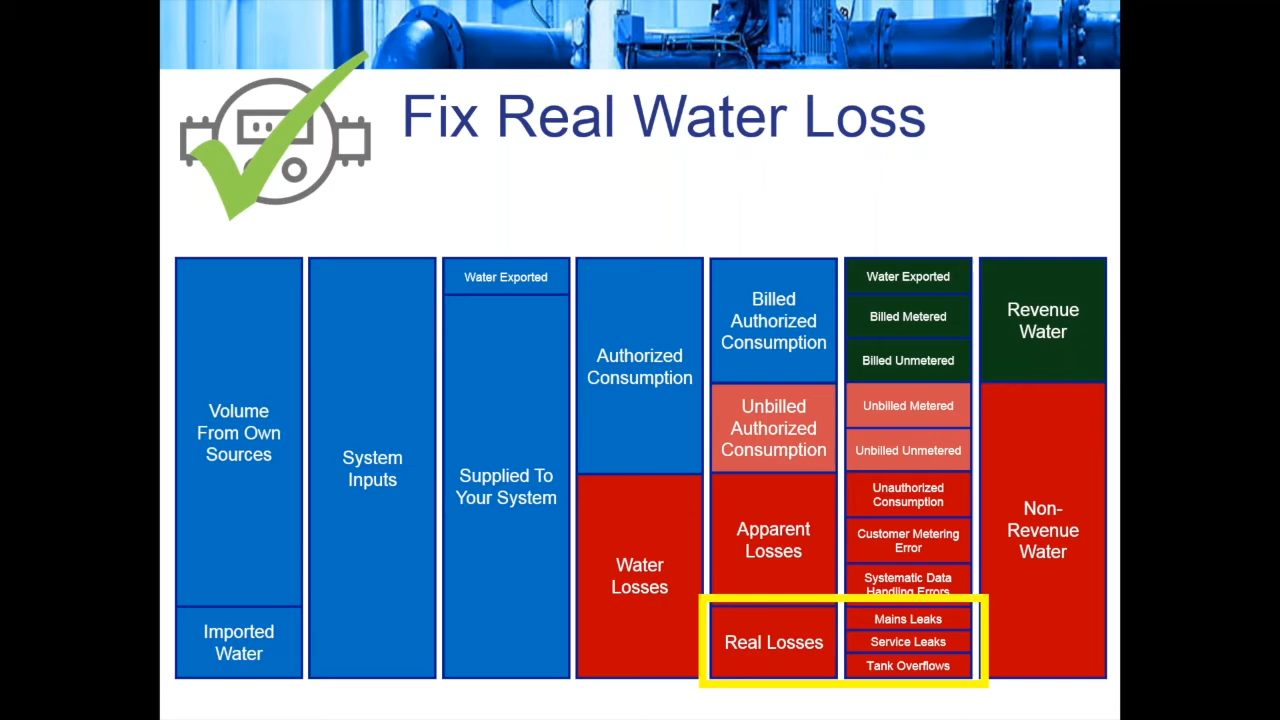 Fix Real Water Loss
Volume
From Own
Sources
Imported
Water
System
Inputs
Water Exported
Supplied To
Your System
Authorized
Consumption
Water
Losses
Billed
Authorized
Consumption
Unbilled
Authorized
Consumption
Apparent
Losses
Real Losses
Water Exported
Billed Metered
Billed Unmetered
Unbilled Metered
Unbilled Unmetered
Unauthorized
Consumption
Customer Metering
Error
Systematic Data
Handling Errors
Mains Leaks
Service Leaks
Tank Overflows
Revenue
Water
Non-
Revenue
Water